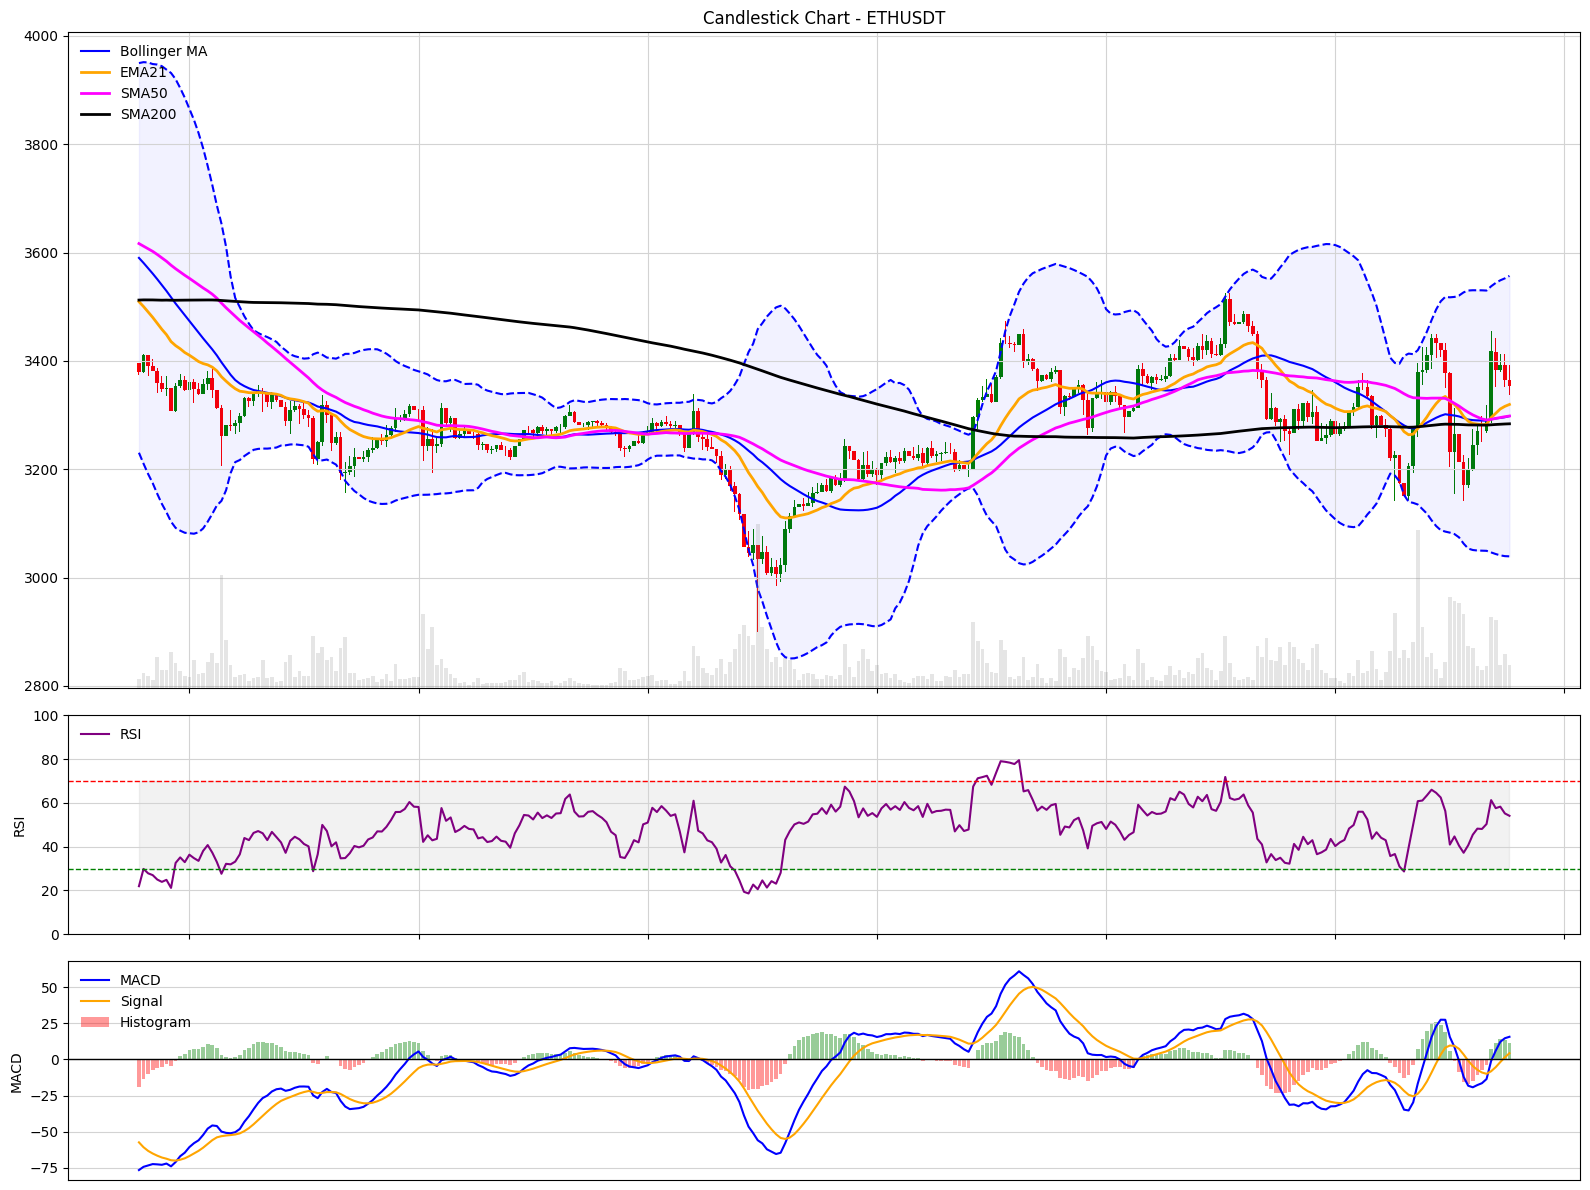 Candlestick Chart - ETHUSDT
4000
3800
3600
3400
3200
3000
2800
Bollinger MA
EMA21
SMA50
SMA200
100
80
60
40
20
0
RSI
RSI
50
25
0
−25
−50
−75
MACD
MACD
Signal
Histogram